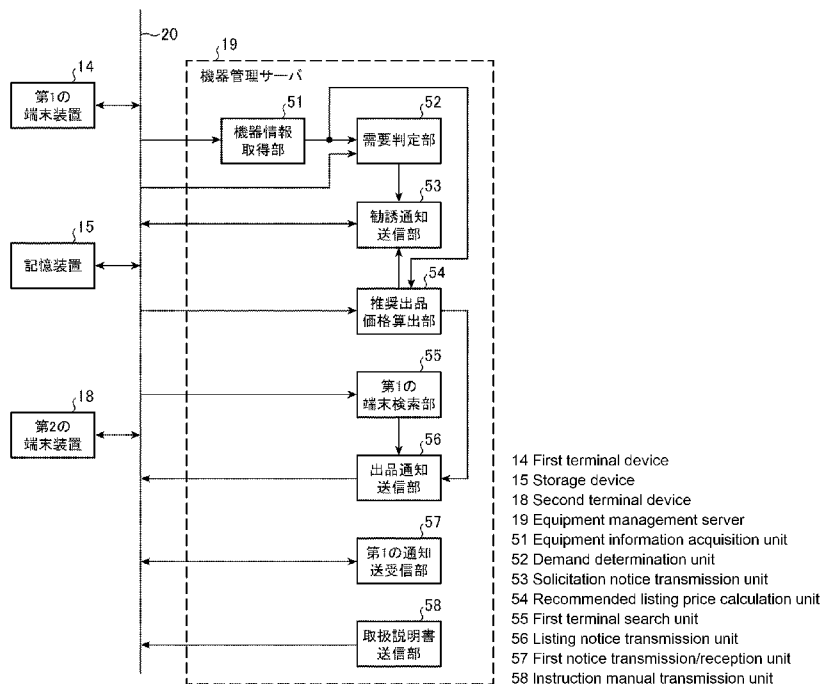 20
19
機器管理サーバ
14
第1の
端末装置
51
機器情報
取得部
52
需要判定部
53
勧誘通知
送信部
15
記憶装置
54
推奨出品
価格算出部
55
第1の
端末検索部
18
第2の
端末装置
56
出品通知
送信部
57
第1の通知
送受信部
58
取扱説明書
送信部
14 First terminal device
15 Storage device
18 Second terminal device
19 Equipment management server
51 Equipment information acquisition unit
52 Demand determination unit
53 Solicitation notice transmission unit
54 Recommended listing price calculation unit
55 First terminal search unit
56 Listing notice transmission unit
57 First notice transmission/reception unit
58 Instruction manual transmission unit